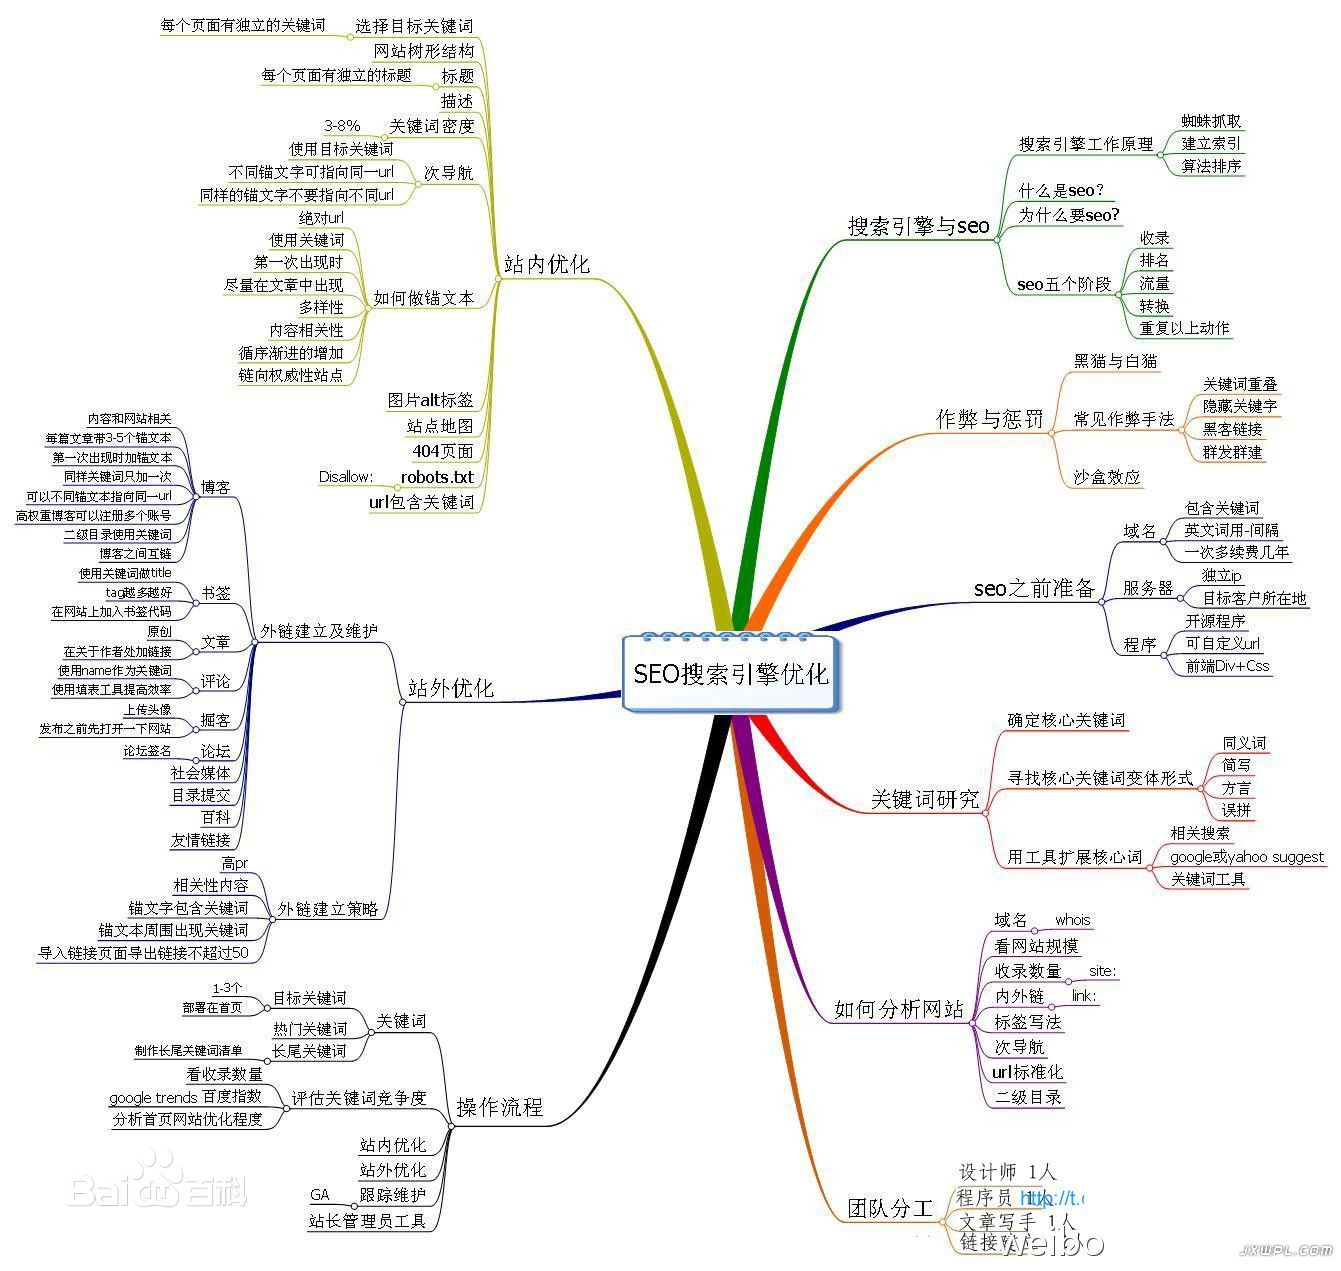 SEO搜索引擎优化
搜索引擎与seo
搜索引擎工作原理
蜘蛛抓取
建立索引
算法排序
什么是seo？
为什么要seo?
seo五个阶段
收录
排名
流量
转换
重复以上动作
作弊与惩罚
黑猫与白猫
常见作弊手法
关键词重叠
隐藏关键字
黑客链接
群发群建
沙盒效应
seo之前准备
域名
包含关键词
英文词用-间隔
一次多续费几年
服务器
独立ip
目标客户所在地
程序
开源程序
可自定义url
前端Div+Css
关键词研究
确定核心关键词
寻找核心关键词变体形式
同义词
简写
方言
误拼
用工具扩展核心词
相关搜索
google或yahoo suggest
关键词工具
如何分析网站
域名
whois
看网站规模
收录数量
site:
内外链
link:
标签写法
次导航
url标准化
二级目录
团队分工
设计师 1人
程序员 1人
http://t.c
文章写手 1人
链接
weibo
站内优化
选择目标关键词
每个页面有独立的关键词
网站树形结构
标题
每个页面有独立的标题
描述
关键词密度
3-8%
次导航
使用目标关键词
不同锚文字可指向同一url
同样的锚文字不要指向不同url
如何做锚文本
绝对url
使用关键词
第一次出现时
尽量在文章中出现
多样性
内容相关性
循序渐进的增加
链向权威性站点
图片alt标签
站点地图
404页面
robots.txt
Disallow:
url包含关键词
站外优化
外链建立及维护
博客
内容和网站相关
每篇文章带3-5个锚文本
第一次出现时加锚文本
同样关键词只加一次
可以不同锚文本指向同一url
高权重博客可以注册多个账号
二级目录使用关键词
博客之间互链
书签
使用关键词做title
tag越多越好
在网站上加入书签代码
文章
原创
在关于作者处加链接
评论
使用name作为关键词
使用填表工具提高效率
掘客
上传头像
发布之前先打开一下网站
论坛
论坛签名
社会媒体
目录提交
百科
友情链接
外链建立策略
高pr
相关性内容
锚文字包含关键词
锚文本周围出现关键词
导入链接页面导出链接不超过50
操作流程
关键词
目标关键词
1-3个
部署在首页
热门关键词
长尾关键词
制作长尾关键词清单
评估关键词竞争度
看收录数量
google trends 百度指数
分析首页网站优化程度
站内优化
站外优化
跟踪维护
GA
站长管理员工具
Bai 百科
JXWPL.COM